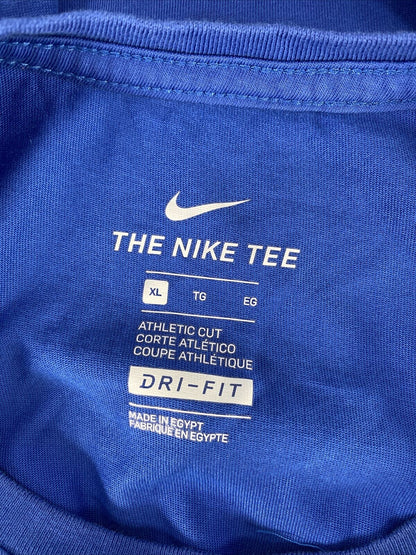 THE NIKE TEE
XL TG EG
ATHLETIC CUT
CORTE ATLÉTICO
COUPE ATHLÉTIQUE
DRI-FIT
MADE IN EGYPT
FABRIQUE EN EGYPTE